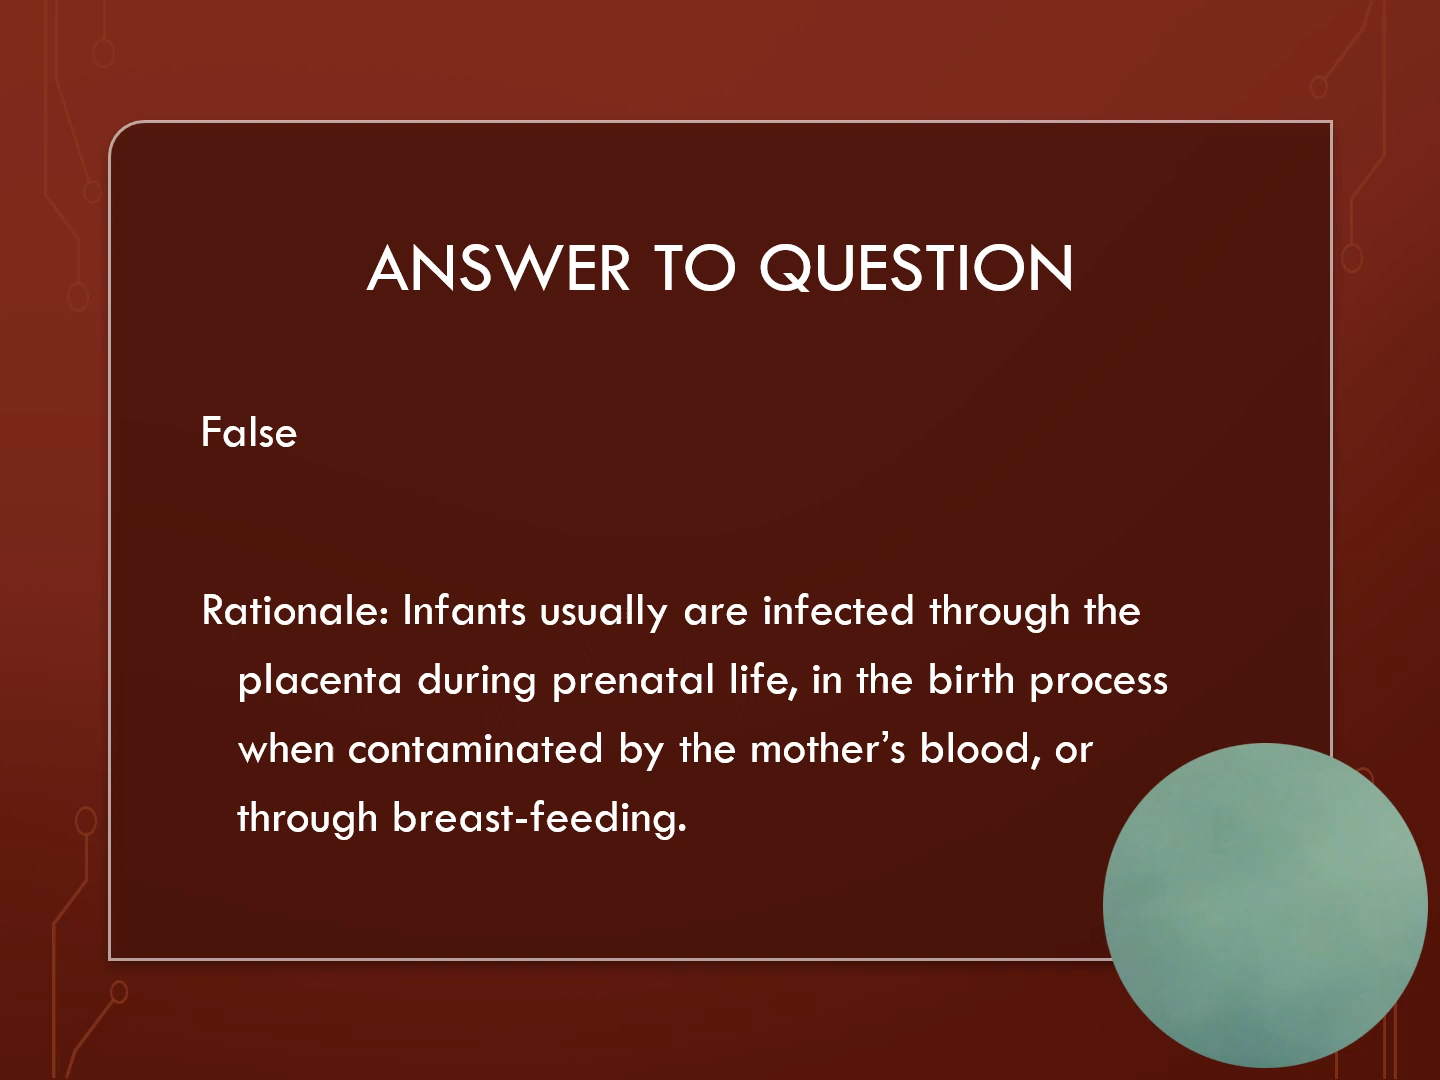 ANSWER TO QUESTION
False
Rationale: Infants usually are infected through the
placenta during prenatal life, in the birth process
when contaminated by the mother’s blood, or
through breast-feeding.